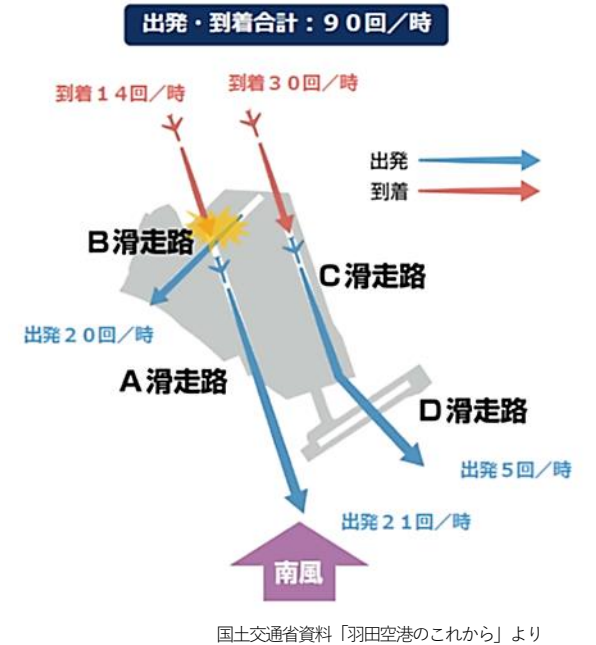 出発・到着合計：９０回／時
到着１４回／時
到着３０回／時
出発
到着
B滑走路
C滑走路
出発２０回／時
A滑走路
D滑走路
出発５回／時
出発２１回／時
南風
国土交通省資料「羽田空港のこれから」より